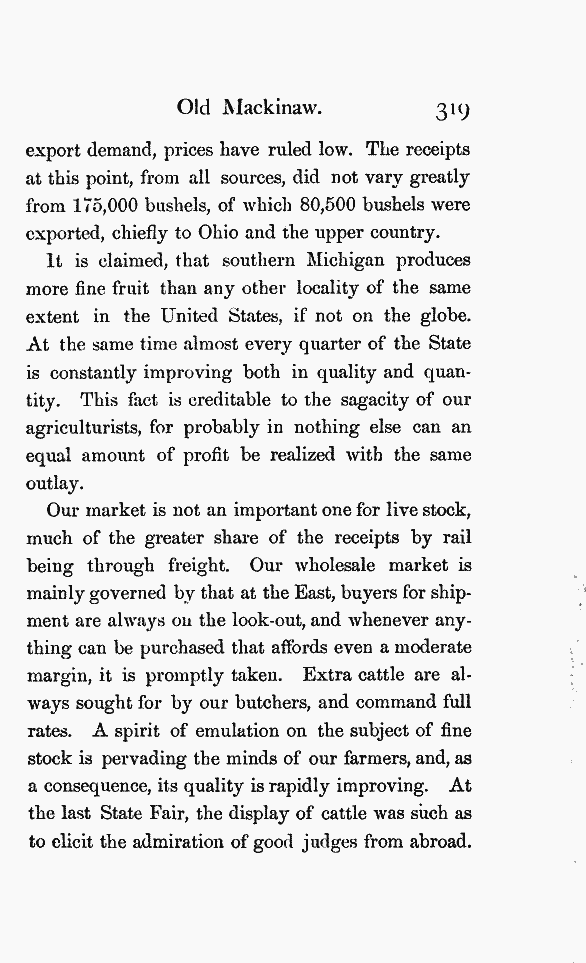 Old Mackinaw. 319
export demand, prices have ruled low. The receipts
at this point, from all sources, did not vary greatly
from 175,000 bushels, of which 80,500 bushels were
exported, chiefly to Ohio and the upper country.
It is claimed, that southern Michigan produces
more fine fruit than any other locality of the same
extent in the United States, if not on the globe.
At the same time almost every quarter of the State
is constantly improving both in quality and quan-
tity. This fact is creditable to the sagacity of our
agriculturists, for probably in nothing else can an
equal amount of profit be realized with the same
outlay.
Our market is not an important one for live stock,
much of the greater share of the receipts by rail
being through freight. Our wholesale market is
mainly governed by that at the East, buyers for ship-
ment are always on the look-out, and whenever any-
thing can be purchased that affords even a moderate
margin, it is promptly taken. Extra cattle are al-
ways sought for by our butchers, and command full
rates. A spirit of emulation on the subject of fine
stock is pervading the minds of our farmers, and, as
a consequence, its quality is rapidly improving. At
the last State Fair, the display of cattle was such as
to elicit the admiration of good judges from abroad.